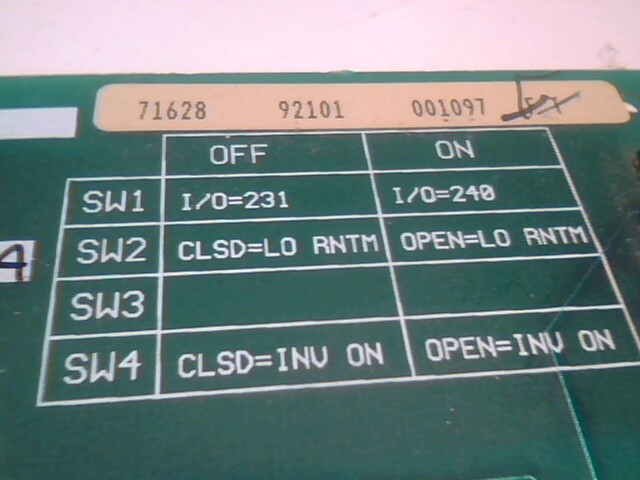 71628 92101 001097
OFF ON
SW1 I/O=231 I/O=240
SW2 CLSD=LO RNTM OPEN=LO RNTM
SW3
SW4 CLSD=INV ON OPEN=INV ON
4